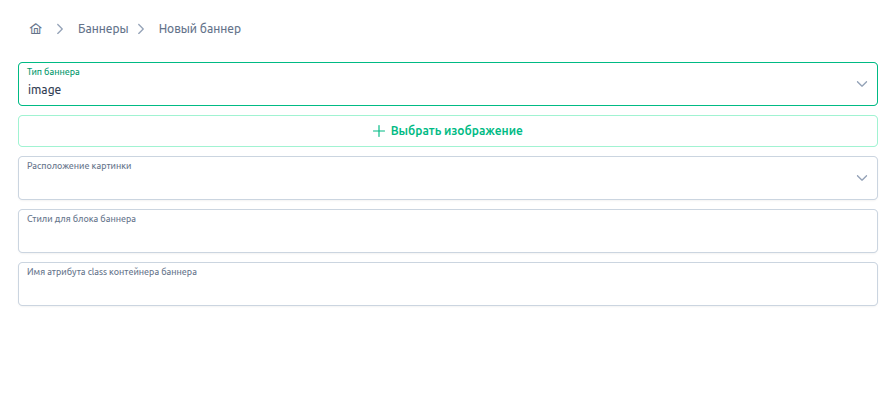 Баннеры Новый баннер
Тип баннера
image
Выбрать изображение
Расположение картинки
Стили для блока баннера
Имя атрибута class контейнера баннера